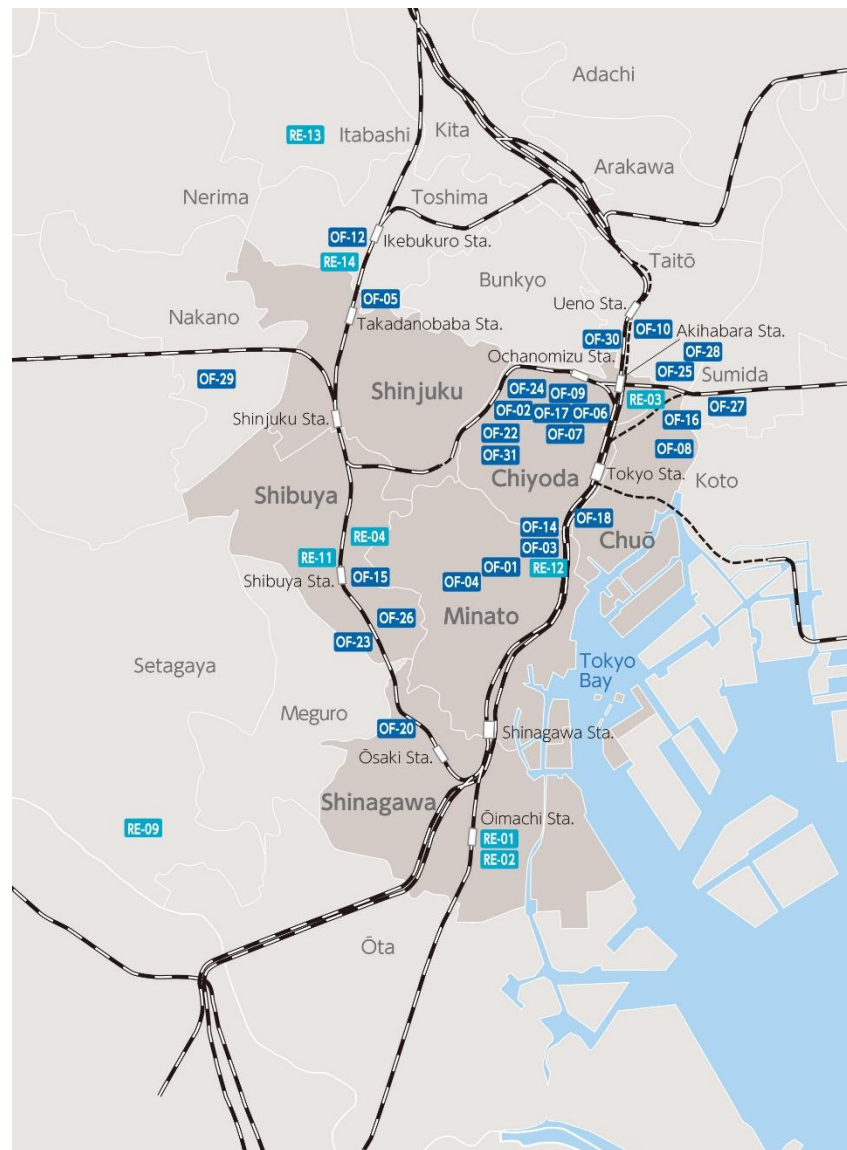 Adachi
RE-13
Itabashi
Kita
Arakawa
Nerima
Toshima
OF-12
Ikebukuro Sta.
RE-14
Taitō
Bunkyo
OF-05
Ueno Sta.
Nakano
Takadanobaba Sta.
OF-30
OF-10
Akihabara Sta.
Ochanomizu Sta.
OF-28
OF-29
OF-25
Sumida
Shinjuku
OF-24
OF-09
RE-03
OF-27
Shinjuku Sta.
OF-02
OF-17
OF-06
OF-16
OF-22
OF-07
OF-08
OF-31
Chiyoda
Tokyo Sta.
Koto
Shibuya
OF-14
OF-18
RE-04
Chuō
OF-03
RE-11
OF-01
RE-12
Shibuya Sta.
OF-15
OF-04
OF-26
Minato
OF-23
Setagaya
Tokyo
Bay
Meguro
OF-20
Shinagawa Sta.
Ōsaki Sta.
Shinagawa
Ōimachi Sta.
RE-09
RE-01
RE-02
Ōta